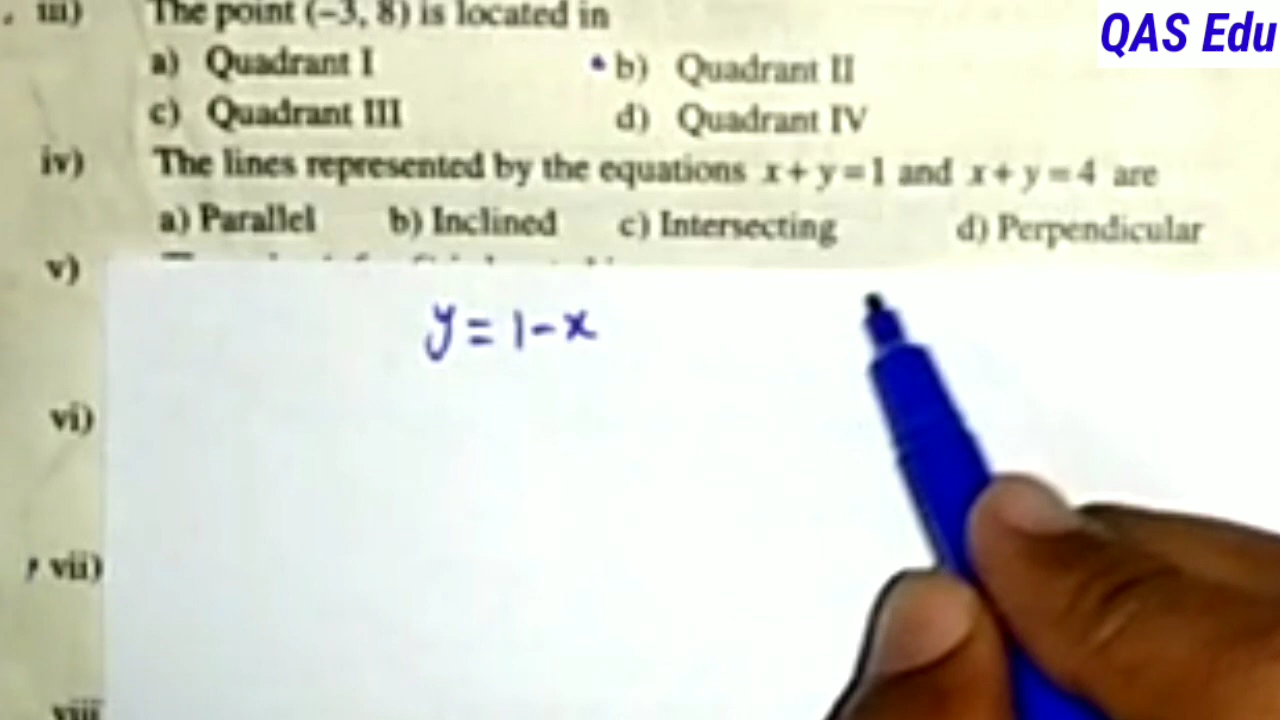 QAS Edu
iii) The point (−3, 8) is located in
a) Quadrant I b) Quadrant II
c) Quadrant III d) Quadrant IV
iv) The lines represented by the equations x + y = 1 and x + y = 4 are
a) Parallel b) Inclined c) Intersecting d) Perpendicular
v)
y = 1 - x
vi)
vii)
viii